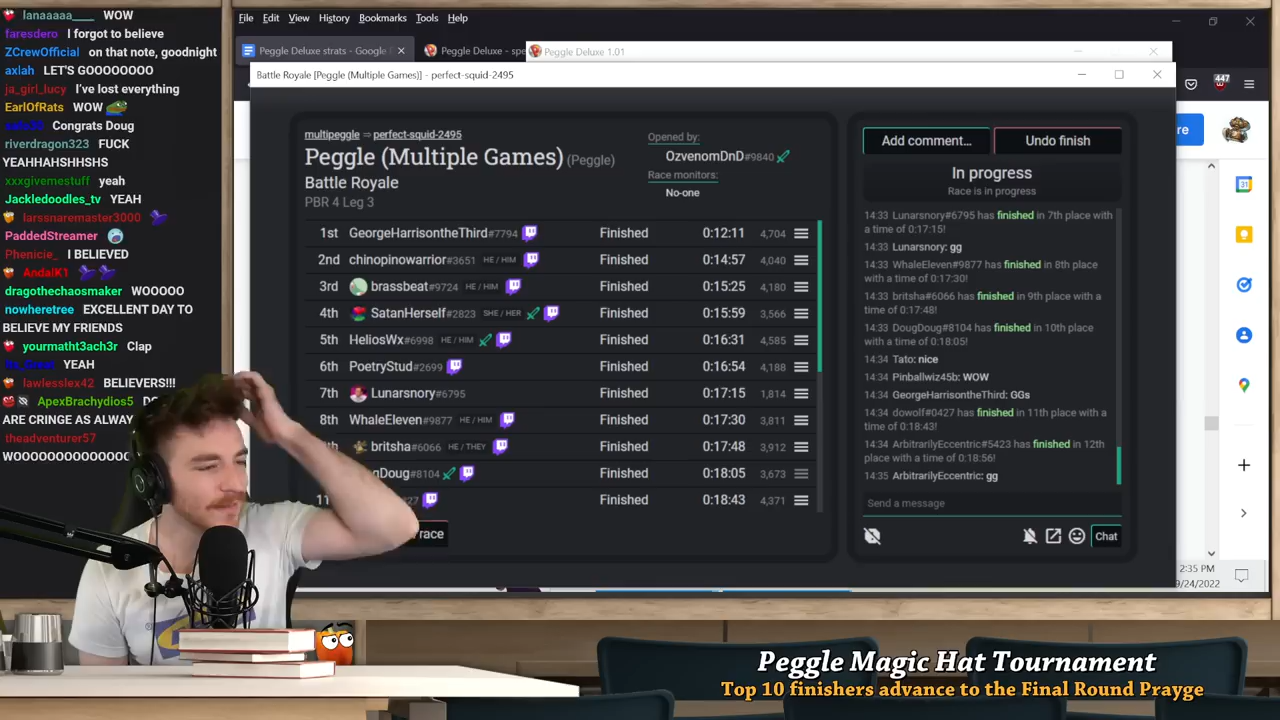 lanaaaaa____ WOW
faresdero I forgot to believe
ZCrewOfficial on that note, goodnight
axlah LET'S GOOOOOOOO
ja_girl_lucy I've lost everything
EarlOfRats WOW
Congrats Doug
riverdragon323 FUCK
YEAHHAHSHHSHS
xxxgivemestuff yeah
Jackledoodles_tv YEAH
larssnaremaster3000
PaddedStreamer
Phenicie_ I BELIEVED
AndalK1
dragothechaosmaker WOOOOO
nowheretree EXCELLENT DAY TO
BELIEVE MY FRIENDS
yourmatht3ach3r Clap
YEAH
lawlesslex42 BELIEVERS!!!
ApexBrachydios5
ARE CRINGE AS ALWAY
theadventurer57
WOOOOOOOOOOOOO
File Edit View History Bookmarks Tools Help
Peggle Deluxe strats - Google
Peggle Deluxe - spe
Peggle Deluxe 1.01
447
Battle Royale [Peggle (Multiple Games)] - perfect-squid-2495
multipeggle ⇒ perfect-squid-2495
Peggle (Multiple Games) (Peggle)
Battle Royale
PBR 4 Leg 3
Opened by:
OzvenomDnD#9840
Race monitors:
No-one
1st GeorgeHarrisontheThird#7794 Finished 0:12:11 4,704
2nd chinopinowarrior#3651 HE / HIM Finished 0:14:57 4,040
3rd brassbeat#9724 HE / HIM Finished 0:15:25 4,180
4th SatanHerself#2823 SHE / HER Finished 0:15:59 3,566
5th HeliosWx#6998 HE / HIM Finished 0:16:31 4,585
6th PoetryStud#2699 Finished 0:16:54 4,188
7th Lunarsnory#6795 Finished 0:17:15 1,814
8th WhaleEleven#9877 HE / HIM Finished 0:17:30 3,811
britsha#6066 HE / THEY Finished 0:17:48 3,912
gDoug#8104 Finished 0:18:05 3,673
Finished 0:18:43 4,371
race
Add comment...
Undo finish
In progress
Race is in progress
14:33 Lunarsnory#6795 has finished in 7th place with
a time of 0:17:15!
14:33 Lunarsnory: gg
14:33 WhaleEleven#9877 has finished in 8th place
with a time of 0:17:30!
14:33 britsha#6066 has finished in 9th place with a
time of 0:17:48!
14:33 DougDoug#8104 has finished in 10th place
with a time of 0:18:05!
14:34 Tato: nice
14:34 Pinballwiz45b: WOW
14:34 GeorgeHarrisontheThird: GGs
14:34 dowolf#0427 has finished in 11th place with a
time of 0:18:43!
14:34 ArbitrarilyEccentric#5423 has finished in 12th
place with a time of 0:18:56!
14:35 ArbitrarilyEccentric: gg
Send a message
Chat
re
31
2:35 PM
9/24/2022
Peggle Magic Hat Tournament
Top 10 finishers advance to the Final Round Prayge